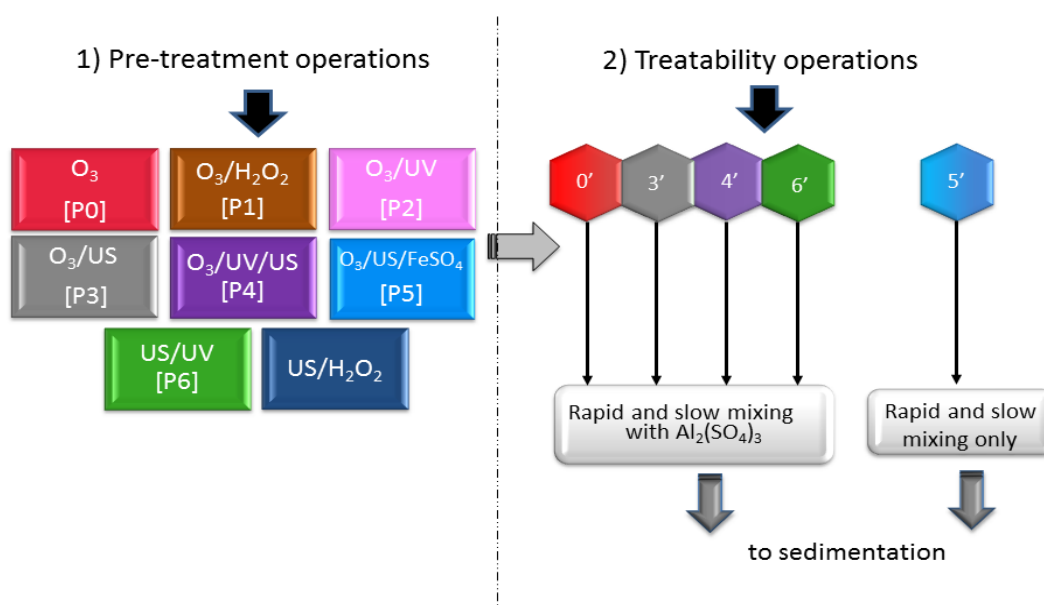 1) Pre-treatment operations
2) Treatability operations
O₃
[P0]
O₃/H₂O₂
[P1]
O₃/UV
[P2]
O₃/US
[P3]
O₃/UV/US
[P4]
O₃/US/FeSO₄
[P5]
US/UV
[P6]
US/H₂O₂
0’
3’
4’
6’
5’
Rapid and slow mixing
with Al₂(SO₄)₃
Rapid and slow
mixing only
to sedimentation